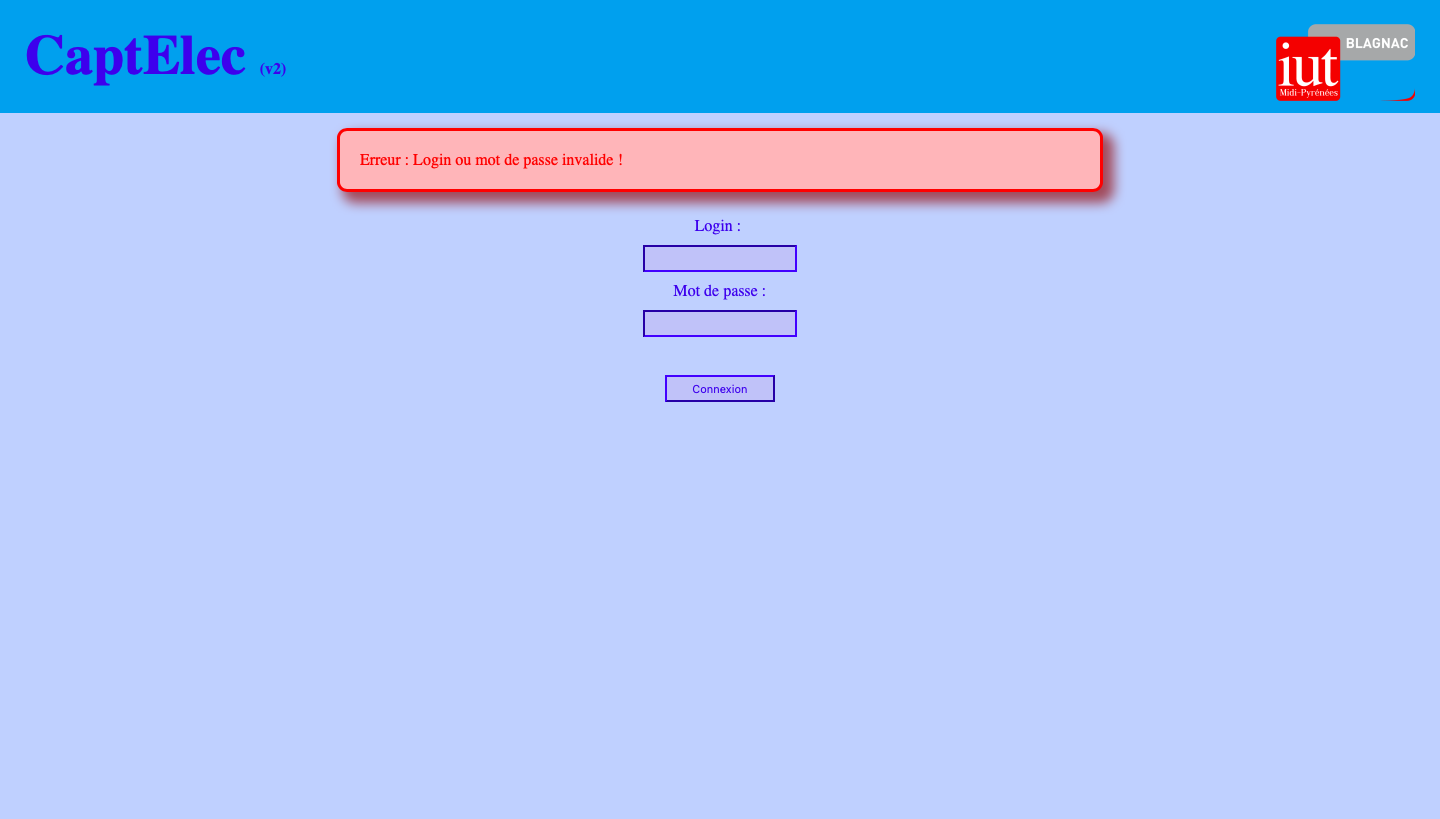 CaptElec (v2)
BLAGNAC
iut
Midi-Pyrénées
Erreur : Login ou mot de passe invalide !
Login :
Mot de passe :
Connexion